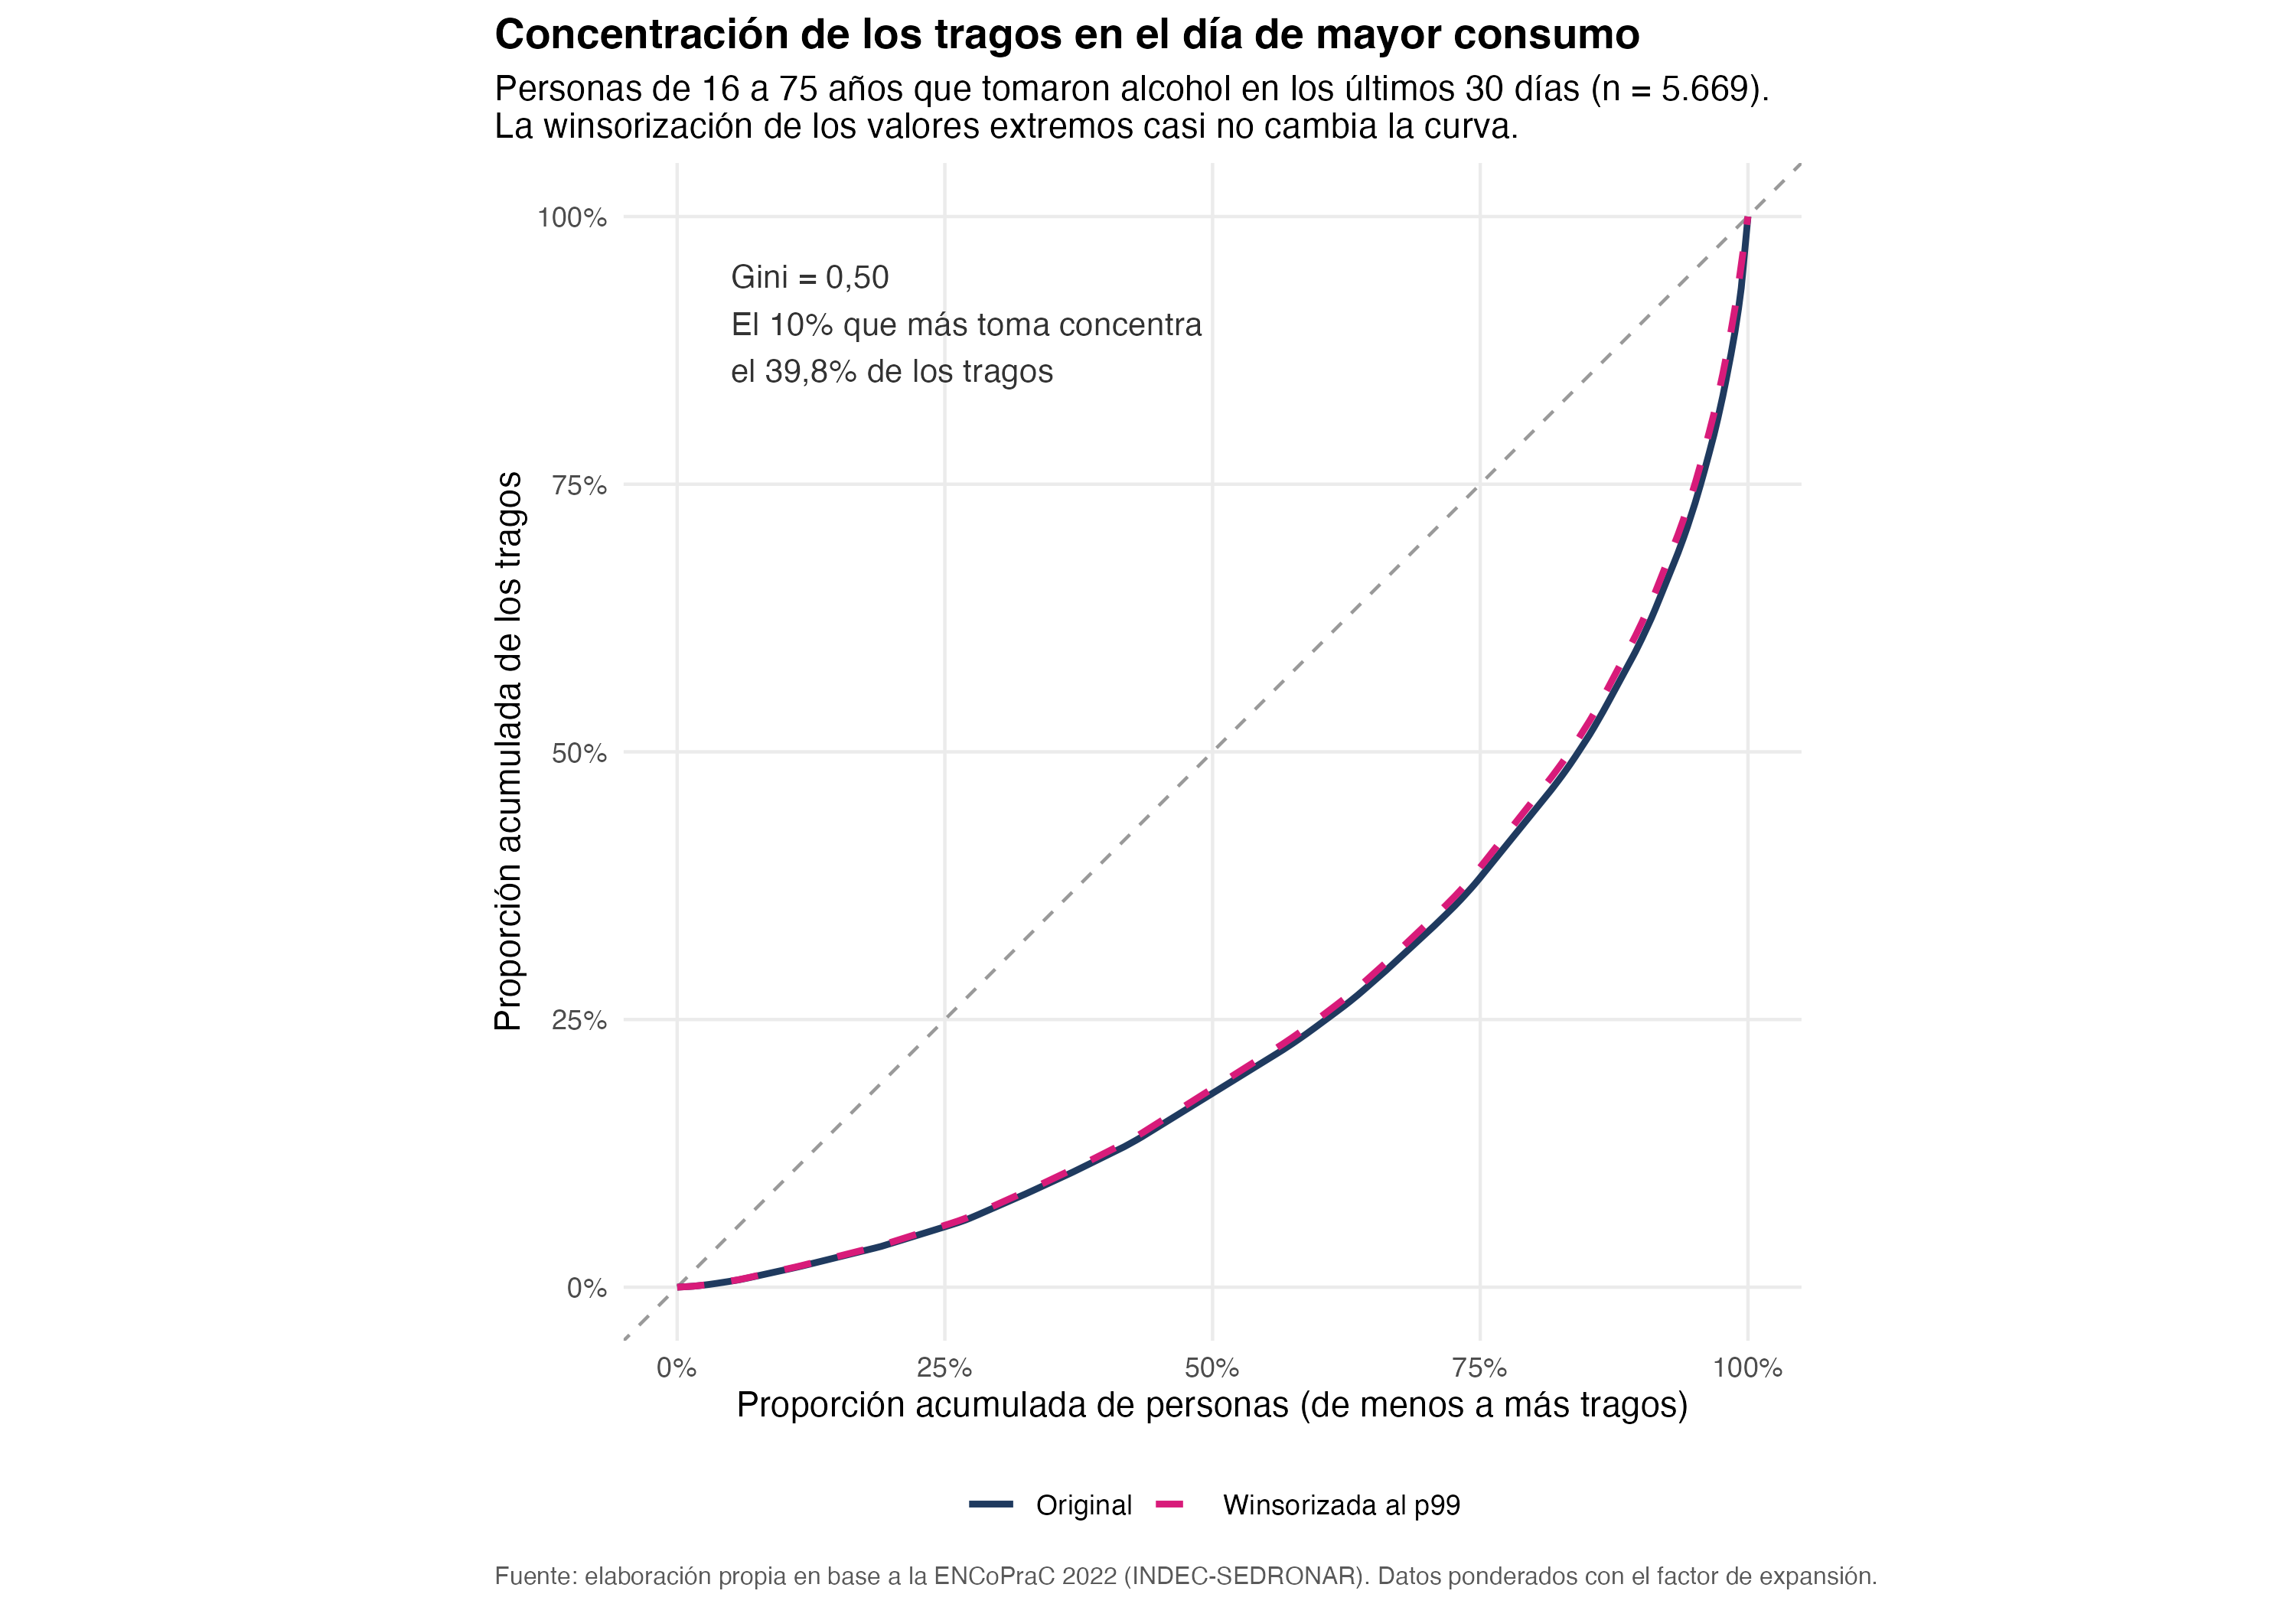 Concentración de los tragos en el día de mayor consumo
Personas de 16 a 75 años que tomaron alcohol en los últimos 30 días (n = 5.669).
La winsorización de los valores extremos casi no cambia la curva.
Proporción acumulada de los tragos
100%
75%
50%
25%
0%
Gini = 0,50
El 10% que más toma concentra
el 39,8% de los tragos
0%
25%
50%
75%
100%
Proporción acumulada de personas (de menos a más tragos)
Original
Winsorizada al p99
Fuente: elaboración propia en base a la ENCoPraC 2022 (INDEC-SEDRONAR). Datos ponderados con el factor de expansión.